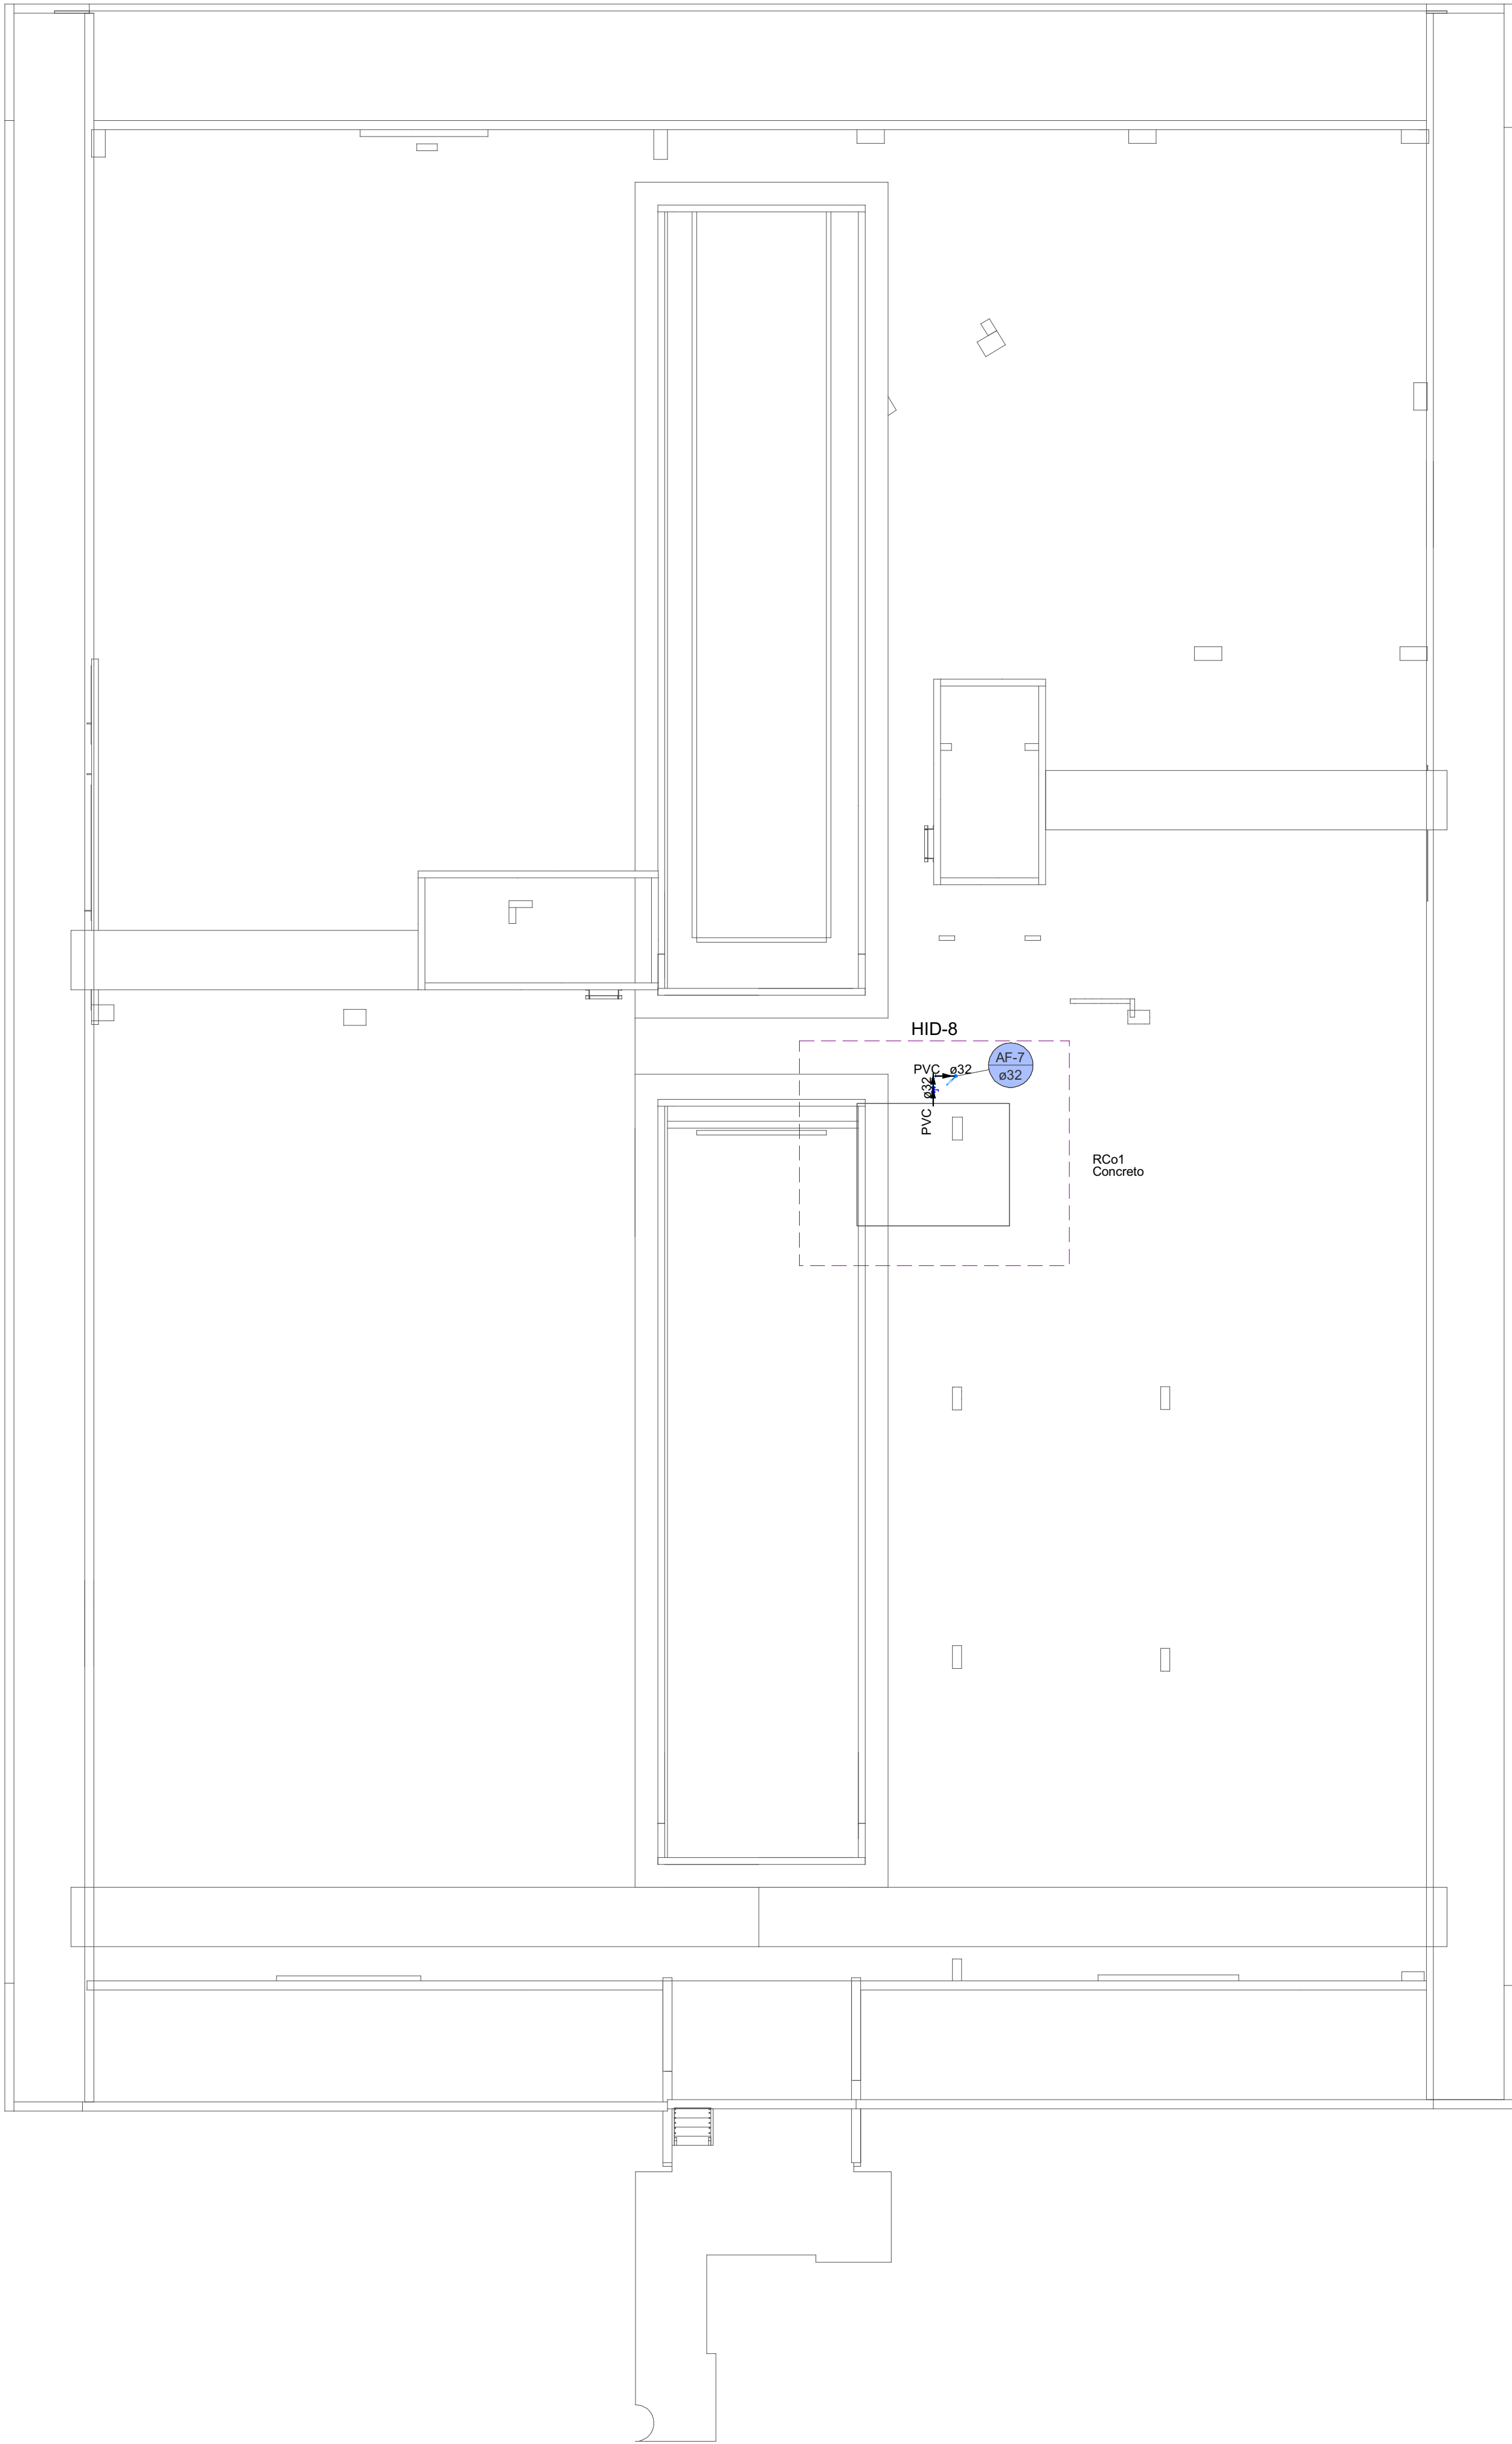 HID-8
AF-7
ø32
PVC ø32
PVC ø32
RCo1
Concreto